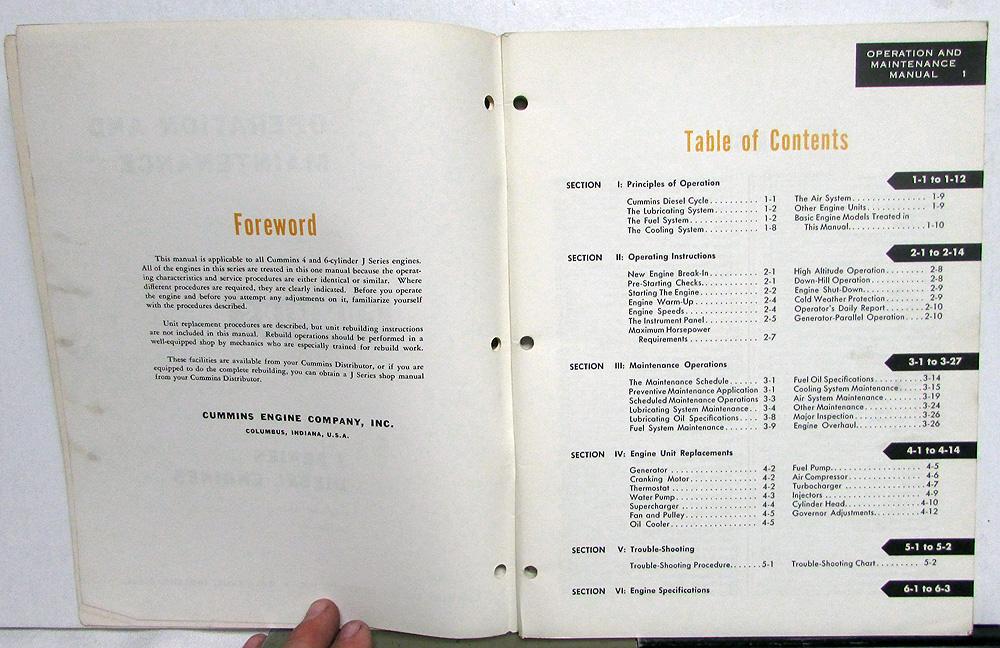 Foreword
This manual is applicable to all Cummins 4 and 6-cylinder J Series engines.
All of the engines in this series are treated in this one manual because the operat-
ing characteristics and service procedures are either identical or similar. Where
different procedures are required, they are clearly indicated. Before you operate
the engine and before you attempt any adjustments on it, familiarize yourself
with the procedures described.
Unit replacement procedures are described, but unit rebuilding instructions
are not included in this manual. Rebuild operations should be performed in a
well-equipped shop by mechanics who are especially trained for rebuild work.
These facilities are available from your Cummins Distributor, or if you are
equipped to do the complete rebuilding, you can obtain a J Series shop manual
from your Cummins Distributor.
CUMMINS ENGINE COMPANY, INC.
COLUMBUS, INDIANA, U.S.A.
OPERATION AND
MAINTENANCE
MANUAL 1
Table of Contents
SECTION I: Principles of Operation 1-1 to 1-12
Cummins Diesel Cycle......... 1-1
The Lubricating System........ 1-2
The Fuel System............ 1-2
The Cooling System.......... 1-8
The Air System.............. 1-9
Other Engine Units........... 1-9
Basic Engine Models Treated in
This Manual.............. 1-10
SECTION II: Operating Instructions 2-1 to 2-14
New Engine Break-In......... 2-1
Pre-Starting Checks.......... 2-1
Starting The Engine.......... 2-2
Engine Warm-Up............ 2-4
Engine Speeds............. 2-4
The Instrument Panel......... 2-5
Maximum Horsepower
Requirements............ 2-7
High Altitude Operation....... 2-8
Down-Hill Operation......... 2-8
Engine Shut-Down........... 2-9
Cold Weather Protection...... 2-9
Operator's Daily Report....... 2-10
Generator-Parallel Operation.... 2-10
SECTION III: Maintenance Operations 3-1 to 3-27
The Maintenance Schedule...... 3-1
Preventive Maintenance Application 3-1
Scheduled Maintenance Operations 3-3
Lubricating System Maintenance.. 3-4
Lubricating Oil Specifications.... 3-8
Fuel System Maintenance....... 3-9
Fuel Oil Specifications......... 3-14
Cooling System Maintenance.... 3-15
Air System Maintenance....... 3-19
Other Maintenance.......... 3-24
Major Inspection............ 3-26
Engine Overhaul............ 3-26
SECTION IV: Engine Unit Replacements 4-1 to 4-14
Generator ............... 4-2
Cranking Motor............ 4-2
Thermostat .............. 4-2
Water Pump.............. 4-3
Supercharger ............. 4-4
Fan and Pulley............. 4-5
Oil Cooler............... 4-5
Fuel Pump................ 4-5
Air Compressor............. 4-6
Turbocharger .............. 4-7
Injectors ................ 4-9
Cylinder Head............. 4-10
Governor Adjustments........ 4-12
SECTION V: Trouble-Shooting 5-1 to 5-2
Trouble-Shooting Procedure...... 5-1
Trouble-Shooting Chart......... 5-2
SECTION VI: Engine Specifications 6-1 to 6-3